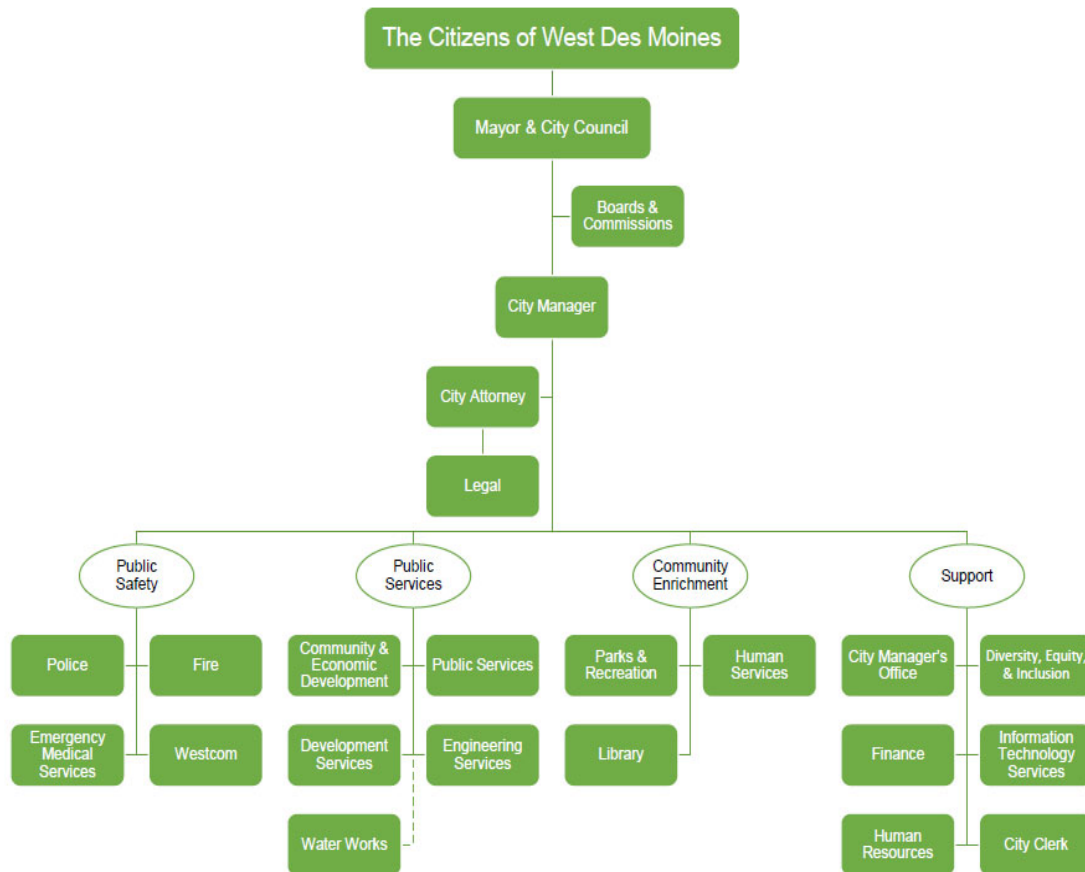 The Citizens of West Des Moines
Mayor & City Council
Boards &
Commissions
City Manager
City Attorney
Legal
Public
Safety
Public
Services
Community
Enrichment
Support
Police
Fire
Community &
Economic
Development
Public Services
Parks &
Recreation
Human
Services
City Manager's
Office
Diversity, Equity,
& Inclusion
Emergency
Medical
Services
Westcom
Development
Services
Engineering
Services
Library
Finance
Information
Technology
Services
Water Works
Human
Resources
City Clerk